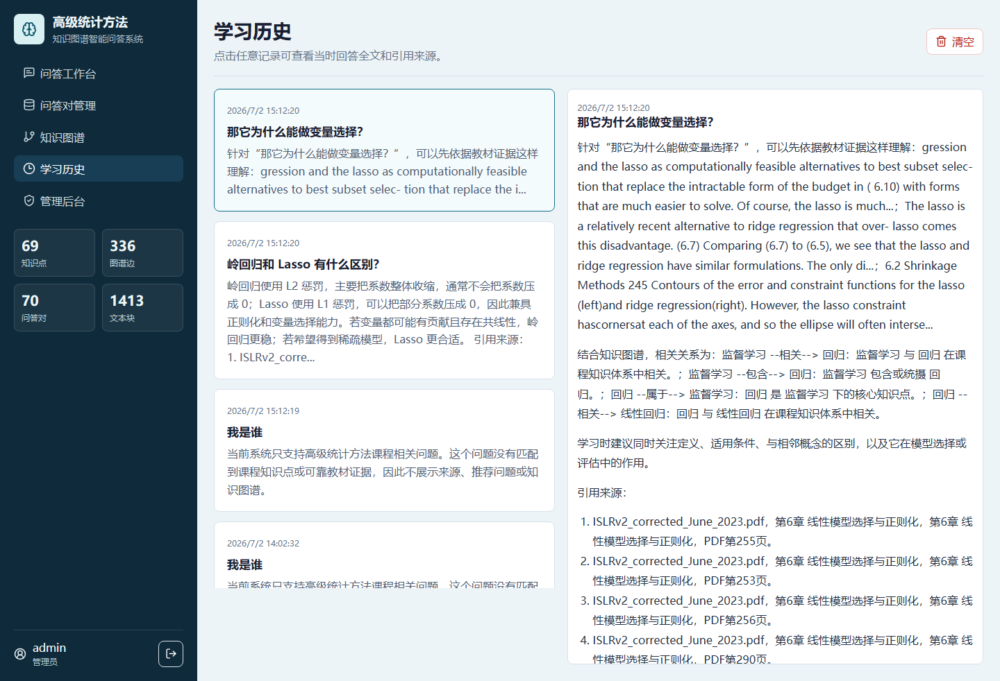 高级统计方法
知识图谱智能问答系统
问答工作台
问答对管理
知识图谱
学习历史
管理后台
69
知识点
336
图谱边
70
问答对
1413
文本块
admin
管理员
学习历史
点击任意记录可查看当时回答全文和引用来源。
清空
2026/7/2 15:12:20
那它为什么能做变量选择？
针对“那它为什么能做变量选择？“，可以先依据教材证据这样
理解：gression and the lasso as computationally feasible
alternatives to best subset selec- tion that replace the i...
2026/7/2 15:12:20
岭回归和 Lasso 有什么区别？
岭回归使用 L2 惩罚，主要把系数整体收缩，通常不会把系数压
成 0；Lasso 使用 L1 惩罚，可以把部分系数压成 0，因此兼具
正则化和变量选择能力。若变量都可能有贡献且存在共线性，岭
回归更稳；若希望得到稀疏模型，Lasso 更合适。 引用来源：
1. ISLRv2_corre...
2026/7/2 15:12:19
我是谁
当前系统只支持高级统计方法课程相关问题。这个问题没有匹配
到课程知识点或可靠教材证据，因此不展示来源、推荐问题或知
识图谱。
2026/7/2 14:02:32
我是谁
当前系统只支持高级统计方法课程相关问题。这个问题没有匹配
2026/7/2 15:12:20
那它为什么能做变量选择？
针对“那它为什么能做变量选择？“，可以先依据教材证据这样理解：gression
and the lasso as computationally feasible alternatives to best subset selec-
tion that replace the intractable form of the budget in ( 6.10) with forms
that are much easier to solve. Of course, the lasso is much...；The lasso is
a relatively recent alternative to ridge regression that over- lasso comes
this disadvantage. (6.7) Comparing (6.7) to (6.5), we see that the lasso and
ridge regression have similar formulations. The only di...；6.2 Shrinkage
Methods 245 Contours of the error and constraint functions for the lasso
(left)and ridge regression(right). However, the lasso constraint
hascornersat each of the axes, and so the ellipse will often interse...
结合知识图谱，相关关系为：监督学习 --相关--> 回归：监督学习 与 回归 在课
程知识体系中相关。；监督学习 --包含--> 回归：监督学习 包含或统摄 回
归。；回归 --属于--> 监督学习：回归 是 监督学习 下的核心知识点。；回归 --
相关--> 线性回归：回归 与 线性回归 在课程知识体系中相关。
学习时建议同时关注定义、适用条件、与相邻概念的区别，以及它在模型选择或
评估中的作用。
引用来源：
1. ISLRv2_corrected_June_2023.pdf，第6章 线性模型选择与正则化，第6章 线
性模型选择与正则化，PDF第255页。
2. ISLRv2_corrected_June_2023.pdf，第6章 线性模型选择与正则化，第6章 线
性模型选择与正则化，PDF第253页。
3. ISLRv2_corrected_June_2023.pdf，第6章 线性模型选择与正则化，第6章 线
性模型选择与正则化，PDF第256页。
4. ISLRv2_corrected_June_2023.pdf，第6章 线性模型选择与正则化，第6章 线
性模型选择与正则化，PDF第290页。